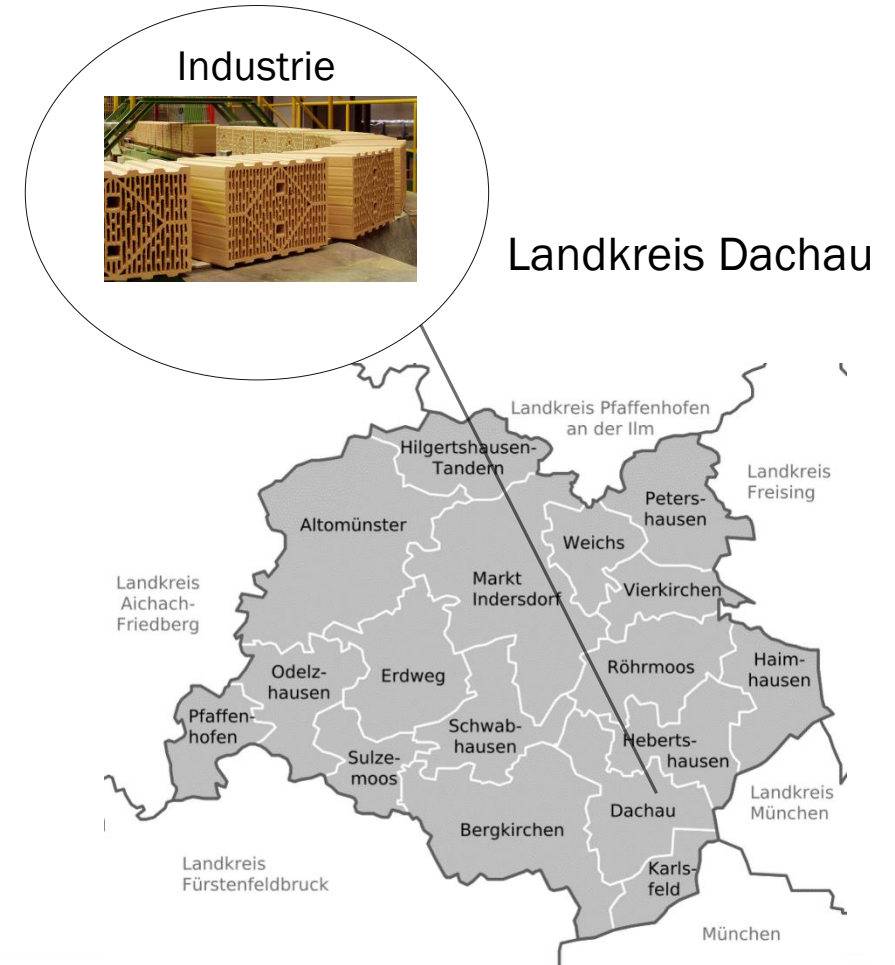 Industrie
Landkreis Dachau
Landkreis Pfaffenhofen
an der Ilm
Hilgertshausen-
Tandern
Landkreis
Freising
Peters-
hausen
Altomünster
Weichs
Markt
Indersdorf
Vierkirchen
Landkreis
Aichach-
Friedberg
Odelz-
hausen
Erdweg
Röhrmoos
Haim-
hausen
Pfaffen-
hofen
Schwab-
hausen
Heberts-
hausen
Sulze-
moos
Landkreis
München
Dachau
Bergkirchen
Landkreis
Fürstenfeldbruck
Karls-
feld
München